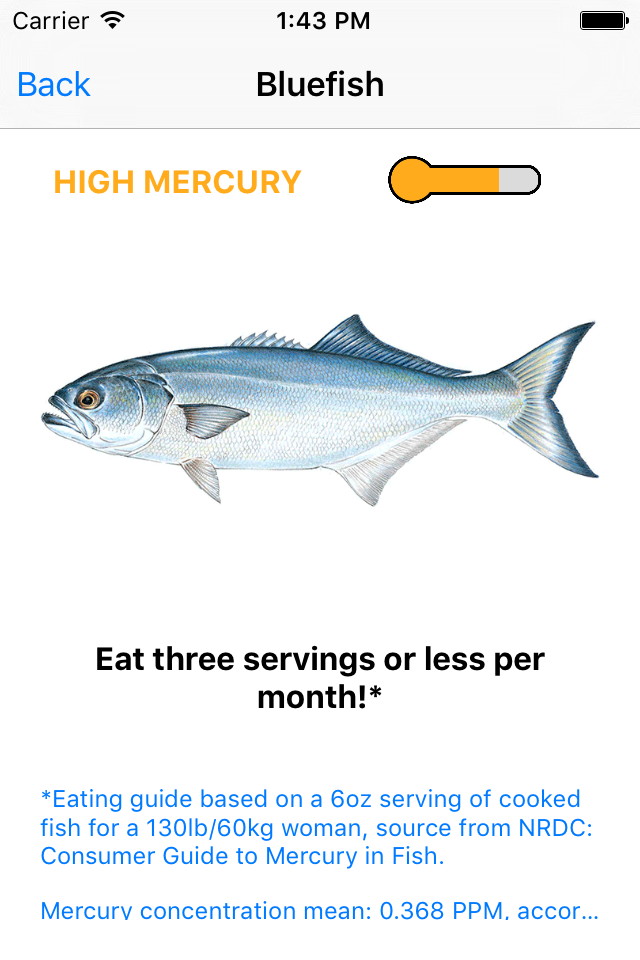 Carrier 1:43 PM
Back Bluefish
HIGH MERCURY
Eat three servings or less per
month!*
*Eating guide based on a 6oz serving of cooked
fish for a 130lb/60kg woman, source from NRDC:
Consumer Guide to Mercury in Fish.
Mercury concentration mean: 0.368 PPM, accor...